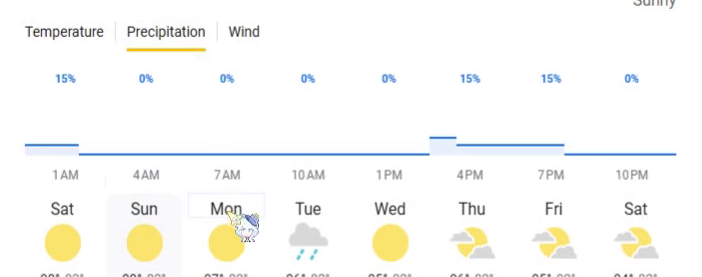 Sunny
Temperature Precipitation Wind
15% 0% 0% 0% 0% 15% 15% 0%
1 AM 4 AM 7 AM 10 AM 1 PM 4 PM 7 PM 10 PM
Sat Sun Mon Tue Wed Thu Fri Sat